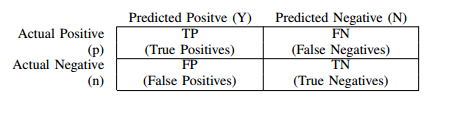 Predicted Positve (Y) Predicted Negative (N)
Actual Positive TP FN
(p) (True Positives) (False Negatives)
Actual Negative FP TN
(n) (False Positives) (True Negatives)